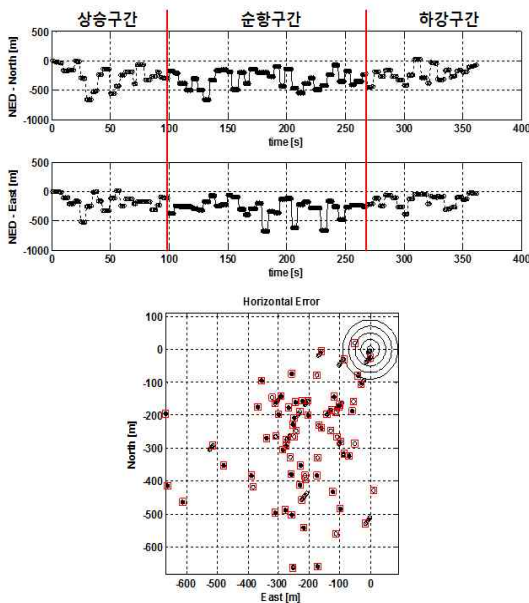 상승구간 순항구간 하강구간
500
0
-500
-1000
NED - North [m]
0 50 100 150 200 250 300 350 400
time [s]
500
0
-500
-1000
NED - East [m]
0 50 100 150 200 250 300 350 400
time [s]
Horizontal Error
100
0
-100
-200
-300
-400
-500
-600
North [m]
-600 -500 -400 -300 -200 -100 0
East [m]